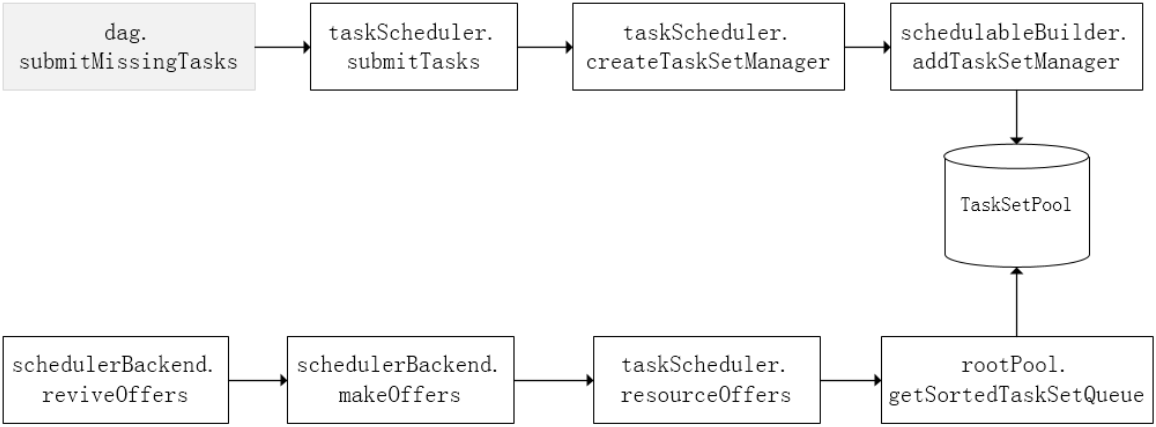 dag.
submitMissingTasks
taskScheduler.
submitTasks
taskScheduler.
createTaskSetManager
schedulableBuilder.
addTaskSetManager
TaskSetPool
schedulerBackend.
reviveOffers
schedulerBackend.
makeOffers
taskScheduler.
resourceOffers
rootPool.
getSortedTaskSetQueue